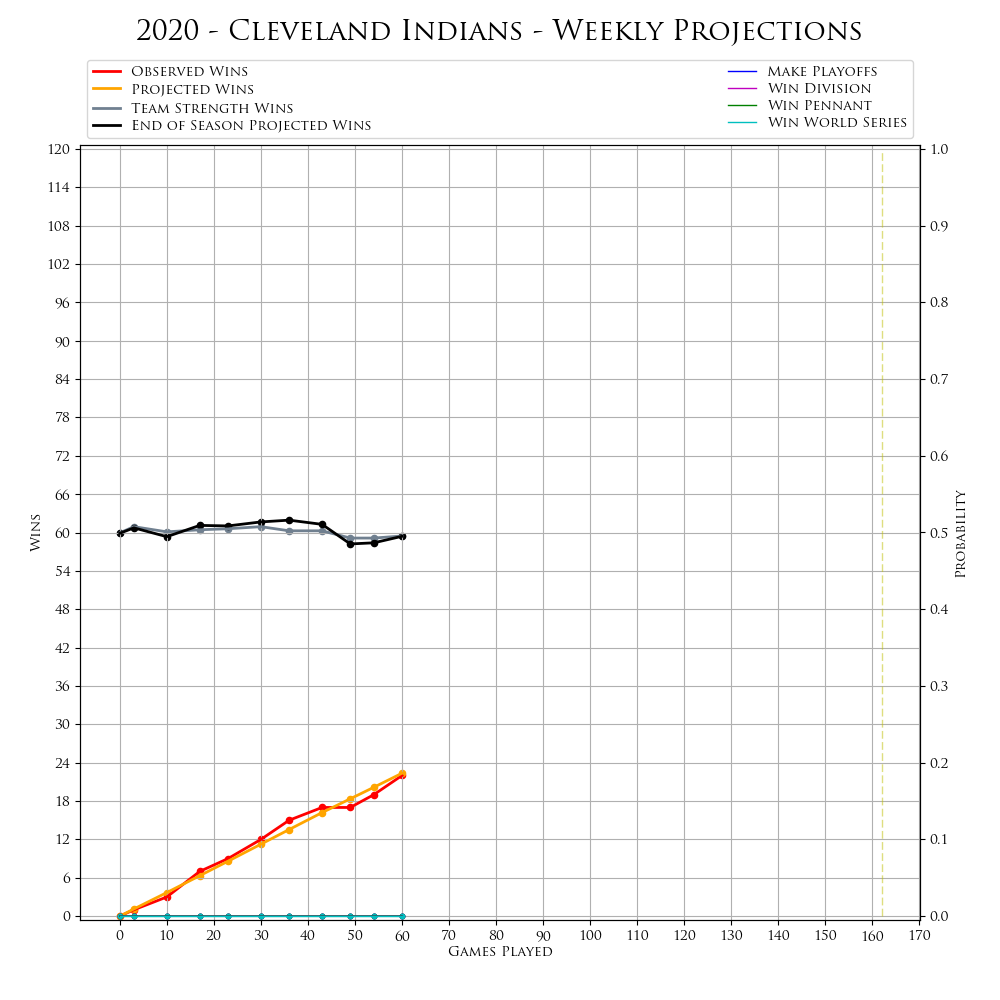 2020 - Cleveland Indians - Weekly Projections
Observed Wins
Projected Wins
Team Strength Wins
End of Season Projected Wins
Make Playoffs
Win Division
Win Pennant
Win World Series
120
114
108
102
96
90
84
78
72
66
60
54
48
42
36
30
24
18
12
6
0
Wins
1.0
0.9
0.8
0.7
0.6
0.5
0.4
0.3
0.2
0.1
0.0
Probability
0 10 20 30 40 50 60 70 80 90 100 110 120 130 140 150 160 170
Games Played